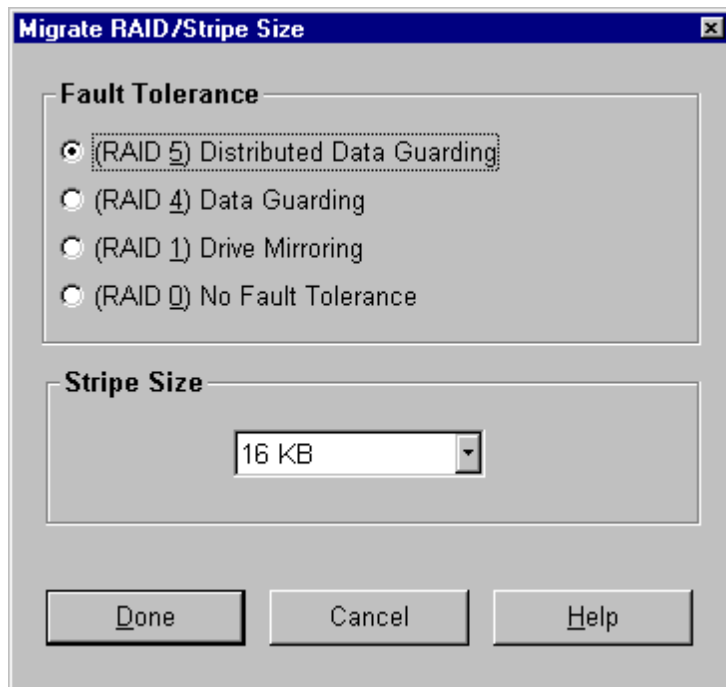 Migrate RAID/Stripe Size
Fault Tolerance
(RAID 5) Distributed Data Guarding
(RAID 4) Data Guarding
(RAID 1) Drive Mirroring
(RAID 0) No Fault Tolerance
Stripe Size
16 KB
Done Cancel Help